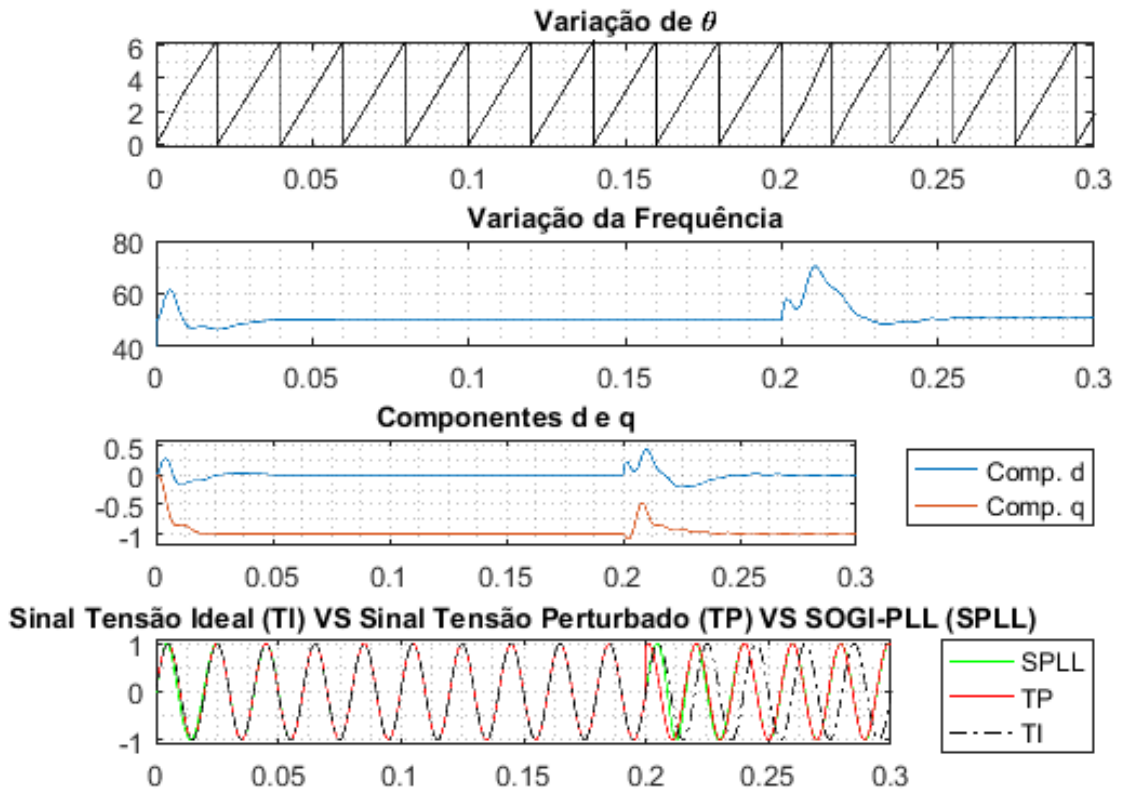 Variação de θ
6
4
2
0
0 0.05 0.1 0.15 0.2 0.25 0.3
Variação da Frequência
80
60
40
0 0.05 0.1 0.15 0.2 0.25 0.3
Componentes d e q
0.5
0
-0.5
-1
0 0.05 0.1 0.15 0.2 0.25 0.3
Comp. d
Comp. q
Sinal Tensão Ideal (TI) VS Sinal Tensão Perturbado (TP) VS SOGI-PLL (SPLL)
1
0
-1
0 0.05 0.1 0.15 0.2 0.25 0.3
SPLL
TP
TI